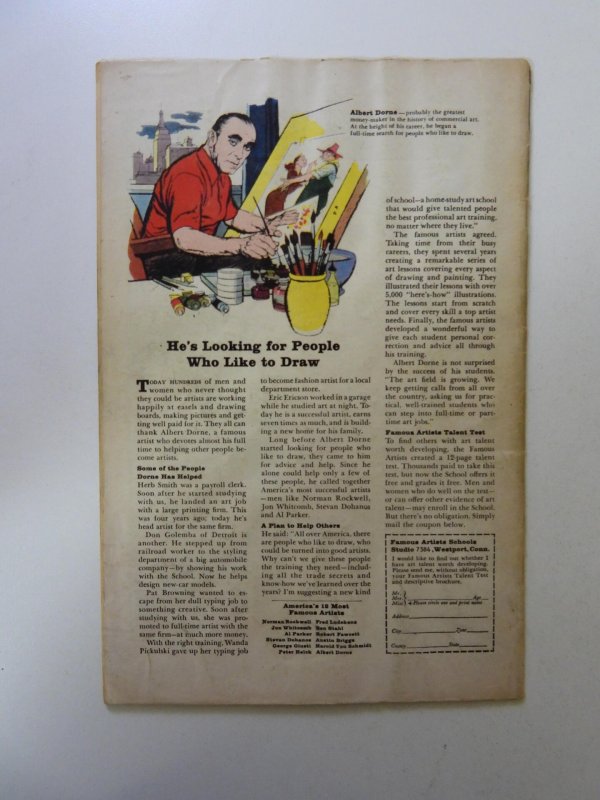 Albert Dorne—probably the greatest
money-maker in the history of commercial art.
At the height of his career, he began a
full-time search for people who like to draw.
He's Looking for People
Who Like to Draw
TODAY HUNDREDS of men and
women who never thought
they could be artists are working
happily at easels and drawing
boards, making pictures and get-
ting well paid for it. They all can
thank Albert Dorne, a famous
artist who devotes almost his full
time to helping other people be-
come artists.
Some of the People
Dorne Has Helped
Herb Smith was a payroll clerk.
Soon after he started studying
with us, he landed an art job
with a large printing firm. This
was four years ago; today he's
head artist for the same firm.
Don Golemba of Detroit is
another. He stepped up from
railroad worker to the styling
department of a big automobile
company—by showing his work
with the School. Now he helps
design new-car models.
Pat Browning wanted to es-
cape from her dull typing job to
something creative. Soon after
studying with us, she was pro-
moted to full-time artist with the
same firm—at much more money.
With the right training, Wanda
Pickulski gave up her typing job
to become fashion artist for a local
department store.
Eric Ericson worked in a garage
while he studied art at night. To-
day he is a successful artist, earns
seven times as much, and is build-
ing a new home for his family.
Long before Albert Dorne
started looking for people who
like to draw, they came to him
for advice and help. Since he
alone could help only a few of
these people, he called together
America's most successful artists
—men like Norman Rockwell,
Jon Whitcomb, Stevan Dohanos
and Al Parker.
A Plan to Help Others
He said: "All over America, there
are people who like to draw, who
could be turned into good artists.
Why can't we give these people
the training they need—includ-
ing all the trade secrets and
know-how we've learned over the
years? I'm suggesting a new kind
America's 12 Most
Famous Artists
Norman Rockwell Fred Ludekens
Jon Whitcomb Ben Stahl
Al Parker Robert Fawcett
Stevan Dohanos Austin Briggs
George Giusti Harold Von Schmidt
Peter Helck Albert Dorne
of school—a home-study art school
that would give talented people
the best professional art training,
no matter where they live."
The famous artists agreed.
Taking time from their busy
careers, they spent several years
creating a remarkable series of
art lessons covering every aspect
of drawing and painting. They
illustrated their lessons with over
5,000 "here's-how" illustrations.
The lessons start from scratch
and cover every skill a top artist
needs. Finally, the famous artists
developed a wonderful way to
give each student personal cor-
rection and advice all through
his training.
Albert Dorne is not surprised
by the success of his students.
"The art field is growing. We
keep getting calls from all over
the country, asking us for prac-
tical, well-trained students who
can step into full-time or part-
time art jobs."
Famous Artists Talent Test
To find others with art talent
worth developing, the Famous
Artists created a 12-page talent
test. Thousands paid to take this
test, but now the School offers it
free and grades it free. Men and
women who do well on the test—
or can offer other evidence of art
talent—may enroll in the School.
But there's no obligation. Simply
mail the coupon below.
Famous Artists Schools
Studio 7384, Westport, Conn.
I would like to find out whether I
have art talent worth developing.
Please send me, without obligation,
your Famous Artists Talent Test
and descriptive brochure.
Mr.
Mrs. Age
Miss Please circle one and print name
Address
City Zone
County State